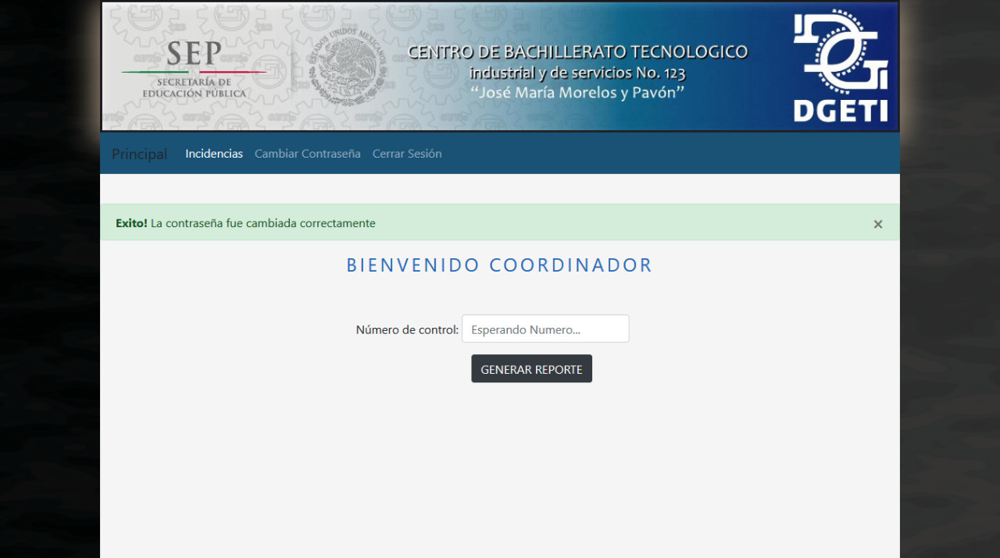 SEP
SECRETARÍA DE
EDUCACIÓN PÚBLICA
ESTADOS UNIDOS MEXICANOS
CENTRO DE BACHILLERATO TECNOLOGICO
industrial y de servicios No. 123
“José María Morelos y Pavón”
DGETI
Principal Incidencias Cambiar Contraseña Cerrar Sesión
Exito! La contraseña fue cambiada correctamente ×
BIENVENIDO COORDINADOR
Número de control: Esperando Numero...
GENERAR REPORTE